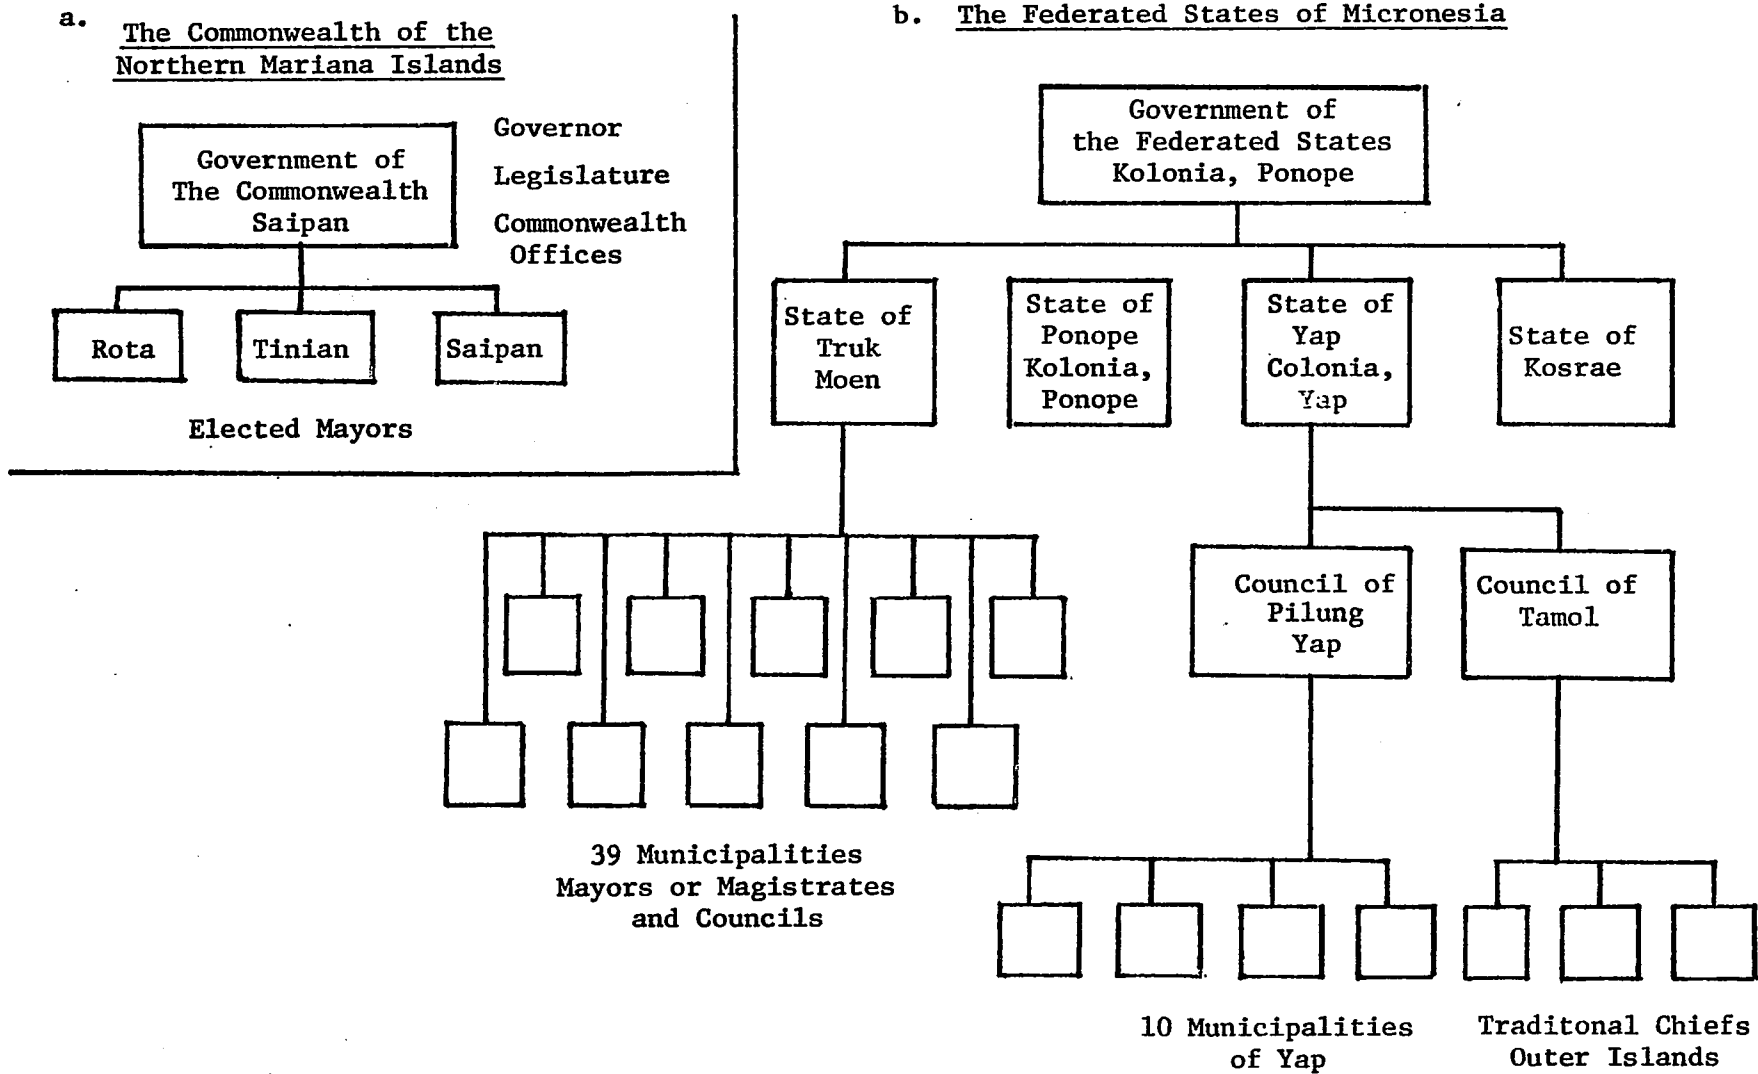 a.
The Commonwealth of the
Northern Mariana Islands
Government of
The Commonwealth
Saipan
Governor
Legislature
Commonwealth
Offices
Rota
Tinian
Saipan
Elected Mayors
b. The Federated States of Micronesia
Government of
the Federated States
Kolonia, Ponope
State of
Truk
Moen
State of
Ponope
Kolonia,
Ponope
State of
Yap
Colonia,
Yap
State of
Kosrae
Council of
Pilung
Yap
Council of
Tamol
39 Municipalities
Mayors or Magistrates
and Councils
10 Municipalities
of Yap
Traditonal Chiefs
Outer Islands